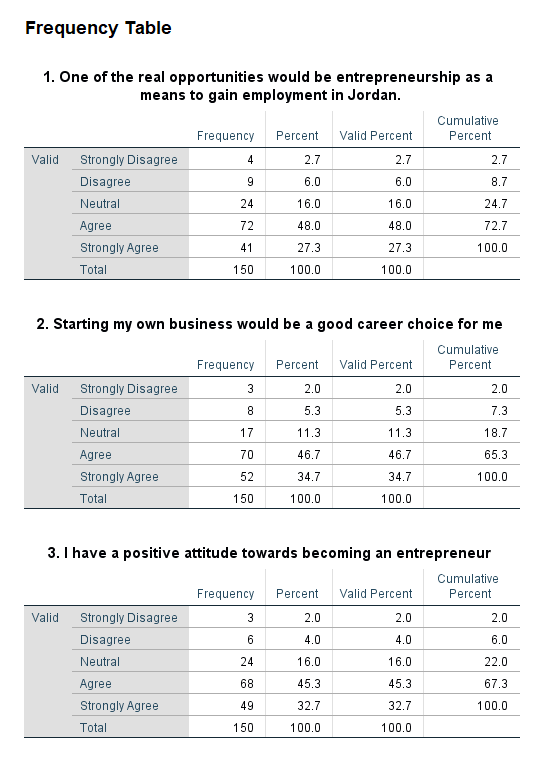 Frequency Table
1. One of the real opportunities would be entrepreneurship as a
means to gain employment in Jordan.
Frequency Percent Valid Percent Cumulative Percent
Valid Strongly Disagree 4 2.7 2.7 2.7
Disagree 9 6.0 6.0 8.7
Neutral 24 16.0 16.0 24.7
Agree 72 48.0 48.0 72.7
Strongly Agree 41 27.3 27.3 100.0
Total 150 100.0 100.0
2. Starting my own business would be a good career choice for me
Frequency Percent Valid Percent Cumulative Percent
Valid Strongly Disagree 3 2.0 2.0 2.0
Disagree 8 5.3 5.3 7.3
Neutral 17 11.3 11.3 18.7
Agree 70 46.7 46.7 65.3
Strongly Agree 52 34.7 34.7 100.0
Total 150 100.0 100.0
3. I have a positive attitude towards becoming an entrepreneur
Frequency Percent Valid Percent Cumulative Percent
Valid Strongly Disagree 3 2.0 2.0 2.0
Disagree 6 4.0 4.0 6.0
Neutral 24 16.0 16.0 22.0
Agree 68 45.3 45.3 67.3
Strongly Agree 49 32.7 32.7 100.0
Total 150 100.0 100.0